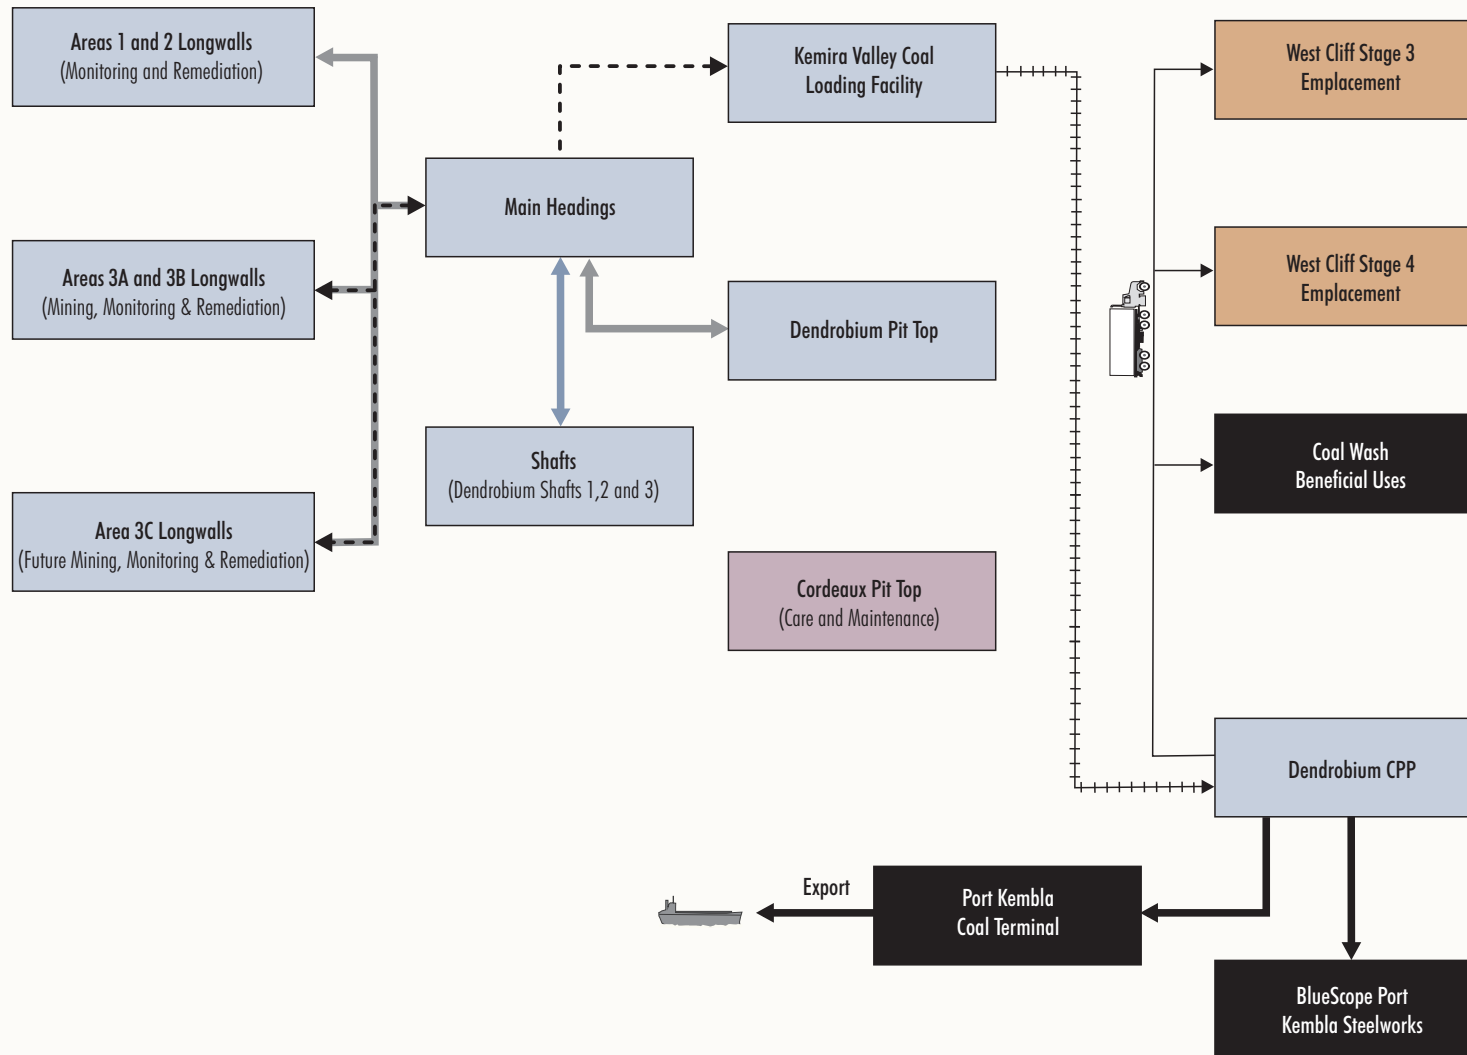 Areas 1 and 2 Longwalls
(Monitoring and Remediation)
Kemira Valley Coal
Loading Facility
West Cliff Stage 3
Emplacement
Main Headings
Areas 3A and 3B Longwalls
(Mining, Monitoring & Remediation)
West Cliff Stage 4
Emplacement
Dendrobium Pit Top
Shafts
(Dendrobium Shafts 1,2 and 3)
Coal Wash
Beneficial Uses
Area 3C Longwalls
(Future Mining, Monitoring & Remediation)
Cordeaux Pit Top
(Care and Maintenance)
Dendrobium CPP
Export
Port Kembla
Coal Terminal
BlueScope Port
Kembla Steelworks